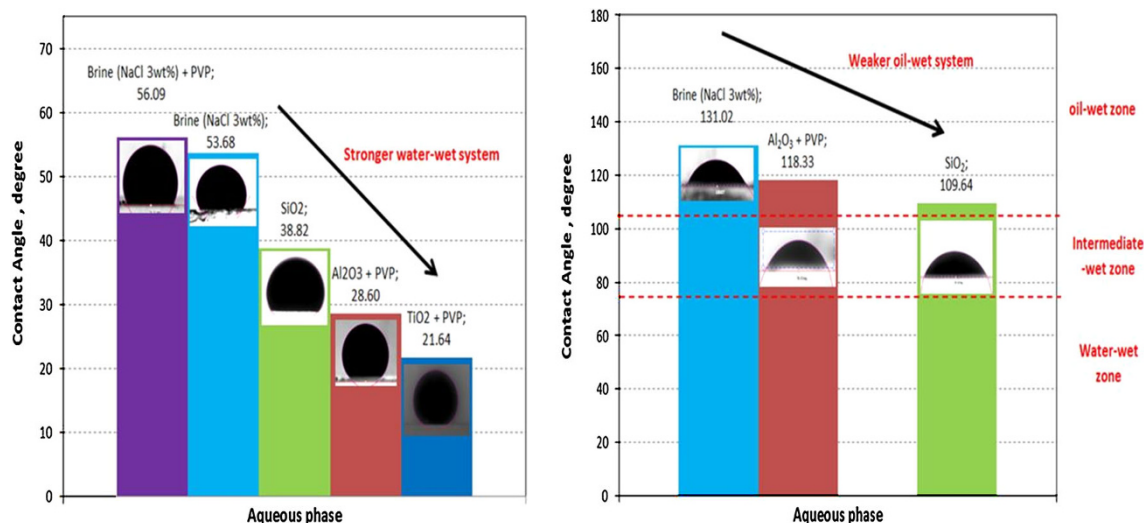 70
60
50
40
30
20
10
0
Contact Angle , degree
Brine (NaCl 3wt%) + PVP;
56.09
Brine (NaCl 3wt%);
53.68
SiO2;
38.82
Al2O3 + PVP;
28.60
TiO2 + PVP;
21.64
Stronger water-wet system
Aqueous phase
180
160
140
120
100
80
60
40
20
0
Contact Angle, degree
Brine (NaCl 3wt%);
131.02
Al₂O₃ + PVP;
118.33
SiO₂;
109.64
Weaker oil-wet system
oil-wet zone
Intermediate
-wet zone
Water-wet
zone
Aqueous phase